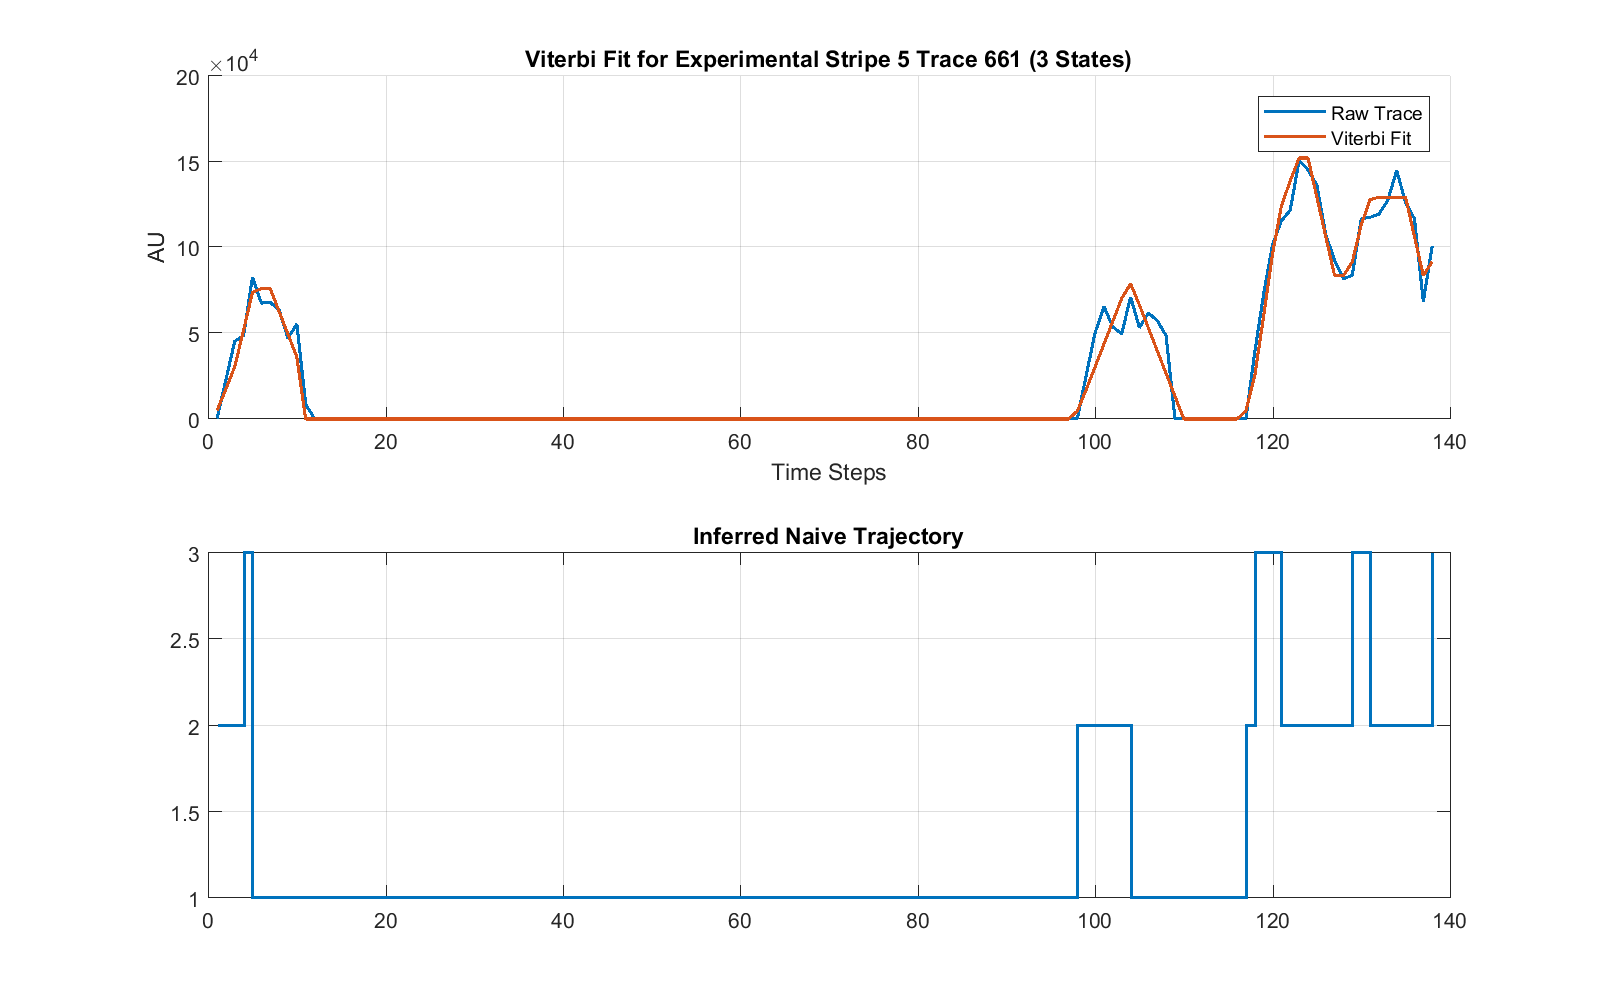 Viterbi Fit for Experimental Stripe 5 Trace 661 (3 States)
×10⁴
20
15
10
5
0
AU
Raw Trace
Viterbi Fit
0 20 40 60 80 100 120 140
Time Steps
Inferred Naive Trajectory
3
2.5
2
1.5
1
0 20 40 60 80 100 120 140